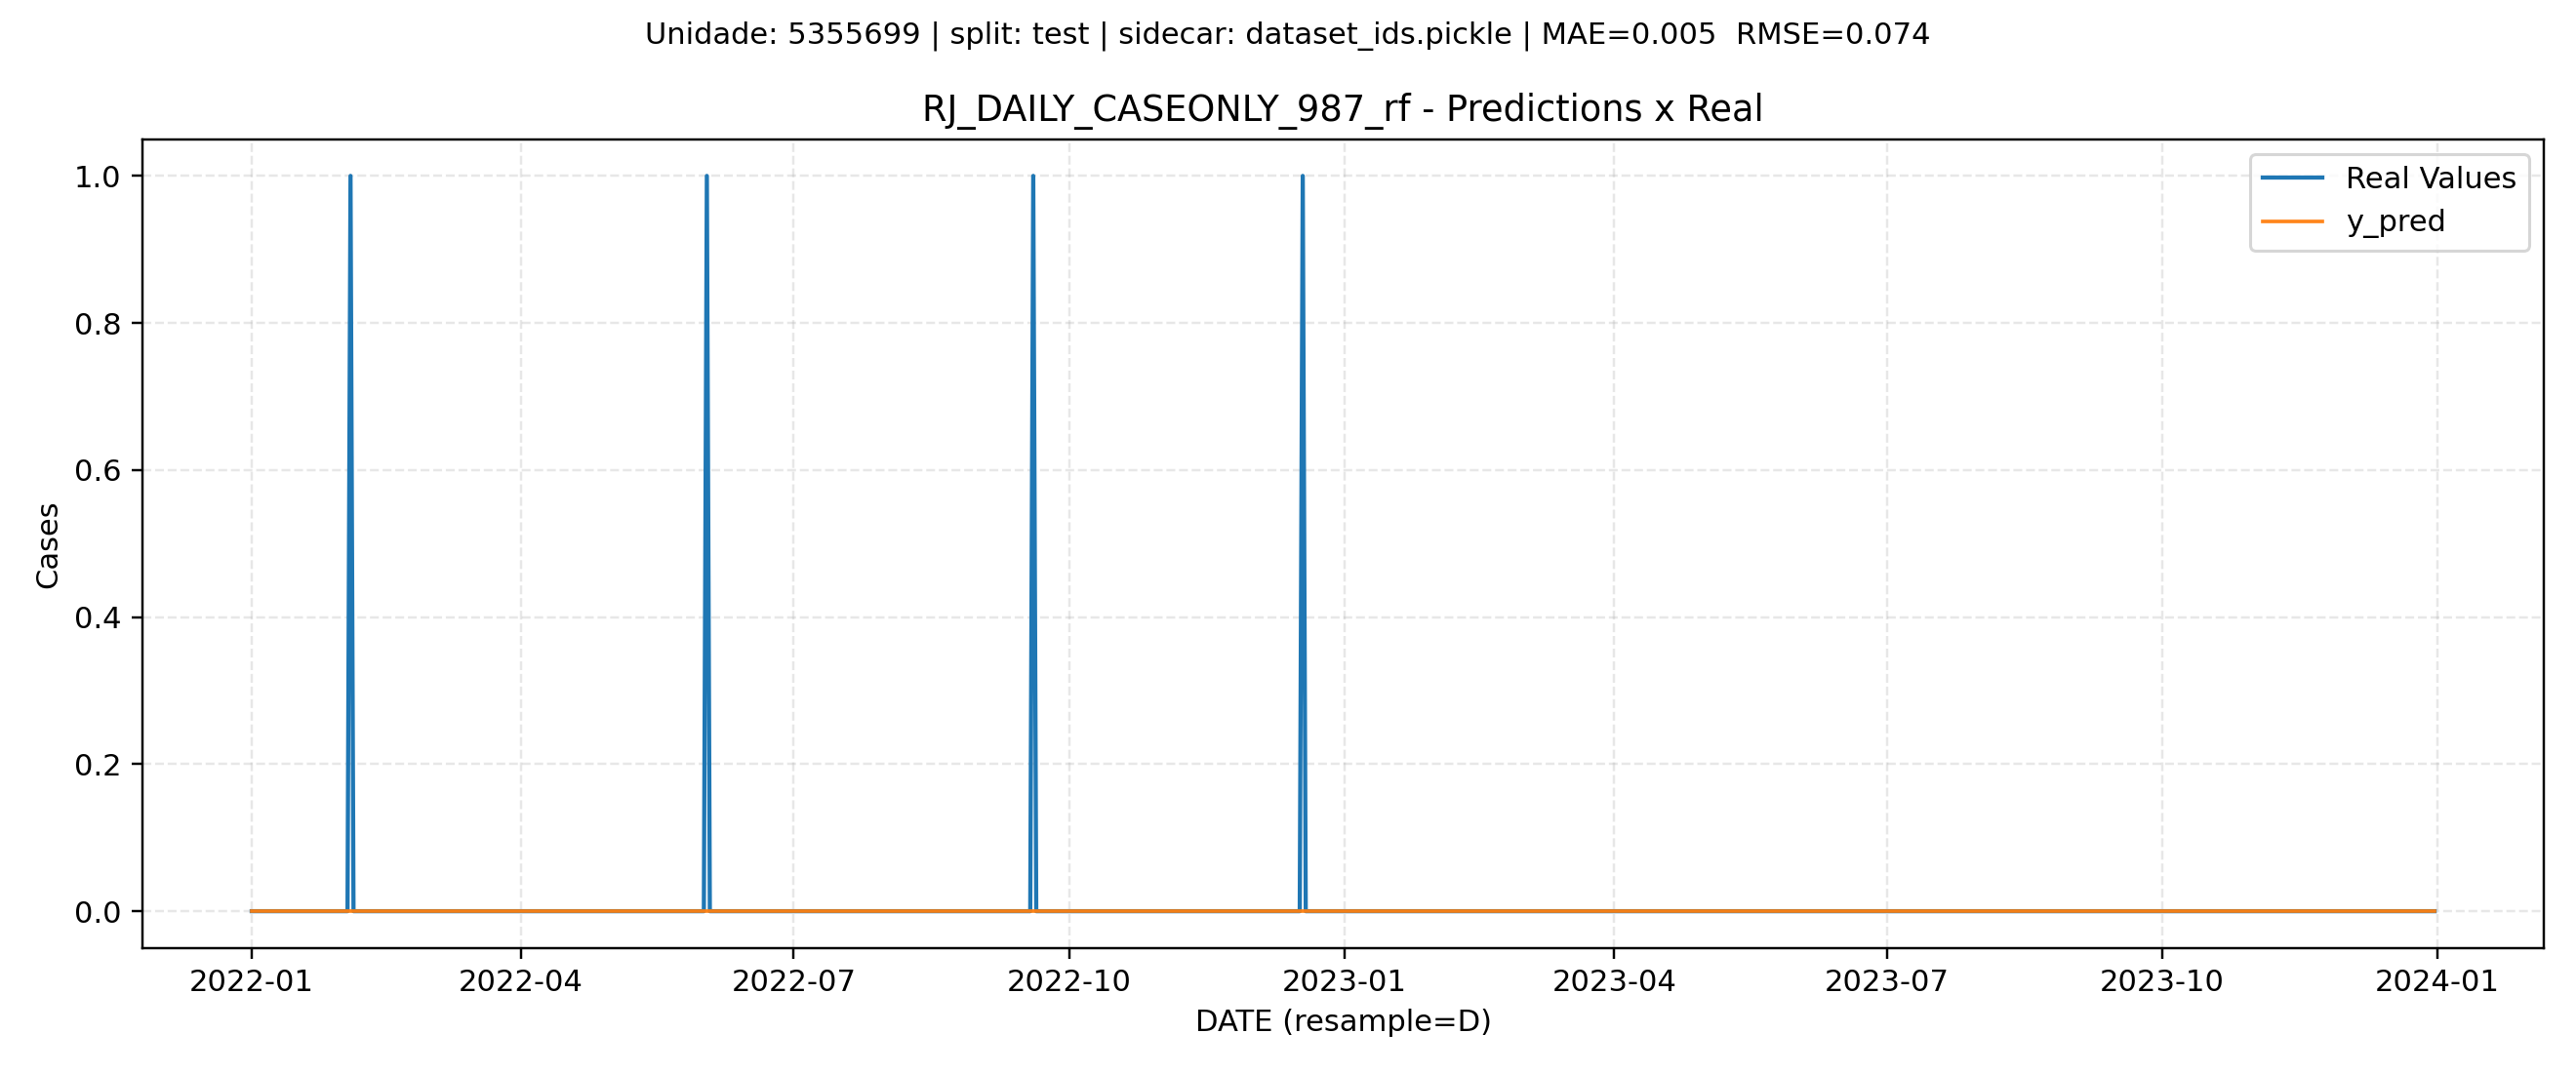 Unidade: 5355699 | split: test | sidecar: dataset_ids.pickle | MAE=0.005  RMSE=0.074
RJ_DAILY_CASEONLY_987_rf - Predictions x Real
Real Values
y_pred
1.0
0.8
0.6
0.4
0.2
0.0
Cases
2022-01
2022-04
2022-07
2022-10
2023-01
2023-04
2023-07
2023-10
2024-01
DATE (resample=D)